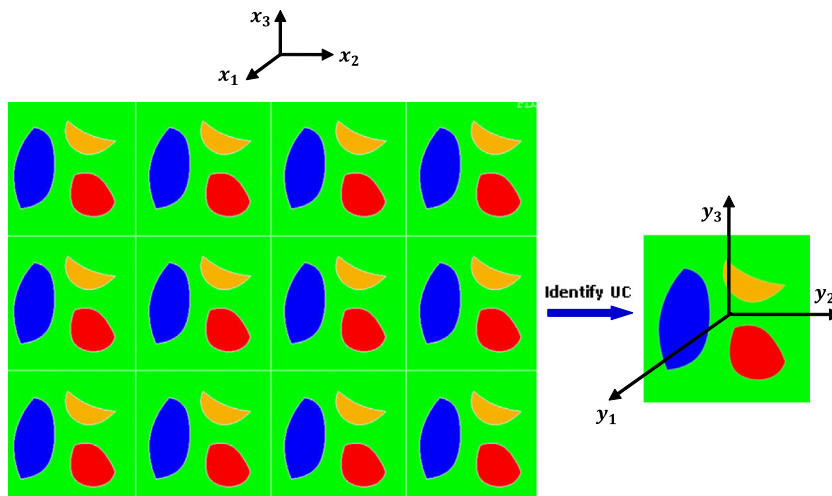 x₃
x₂
x₁
Identify UC
y₃
y₂
y₁